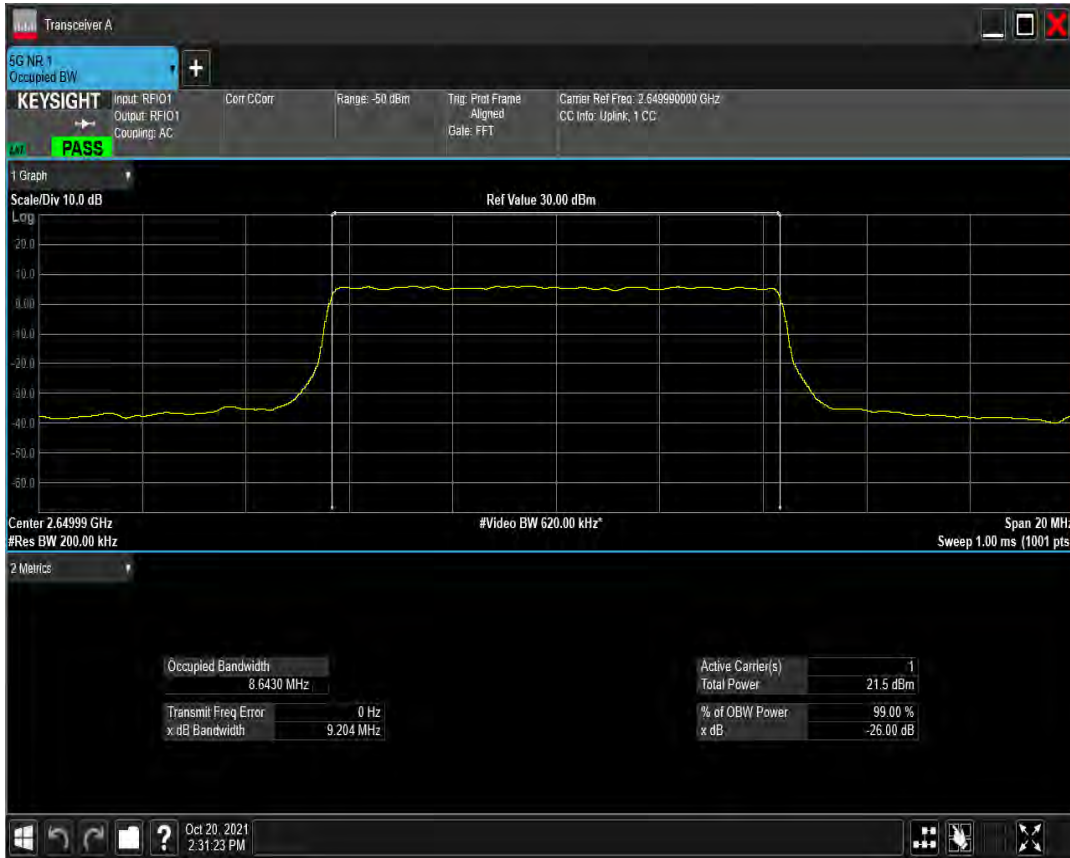 Transceiver A
5G NR 1
Occupied BW
+
KEYSIGHT
Input: RFIO1
Output: RFIO1
Coupling: AC
Corr CCorr
Range: -50 dBm
Trig: Prot Frame
Aligned
Gate: FFT
Carrier Ref Freq: 2.649990000 GHz
CC Info: Uplink, 1 CC
PASS
1 Graph
Scale/Div 10.0 dB
Ref Value 30.00 dBm
Log
20.0
10.0
0.00
-10.0
-20.0
-30.0
-40.0
-50.0
-60.0
Center 2.64999 GHz
#Video BW 620.00 kHz*
Span 20 MHz
#Res BW 200.00 kHz
Sweep 1.00 ms (1001 pts
2 Metrics
Occupied Bandwidth
8.6430 MHz
Transmit Freq Error 0 Hz
x dB Bandwidth 9.204 MHz
Active Carrier(s) 1
Total Power 21.5 dBm
% of OBW Power 99.00 %
x dB -26.00 dB
?
Oct 20, 2021
2:31:23 PM